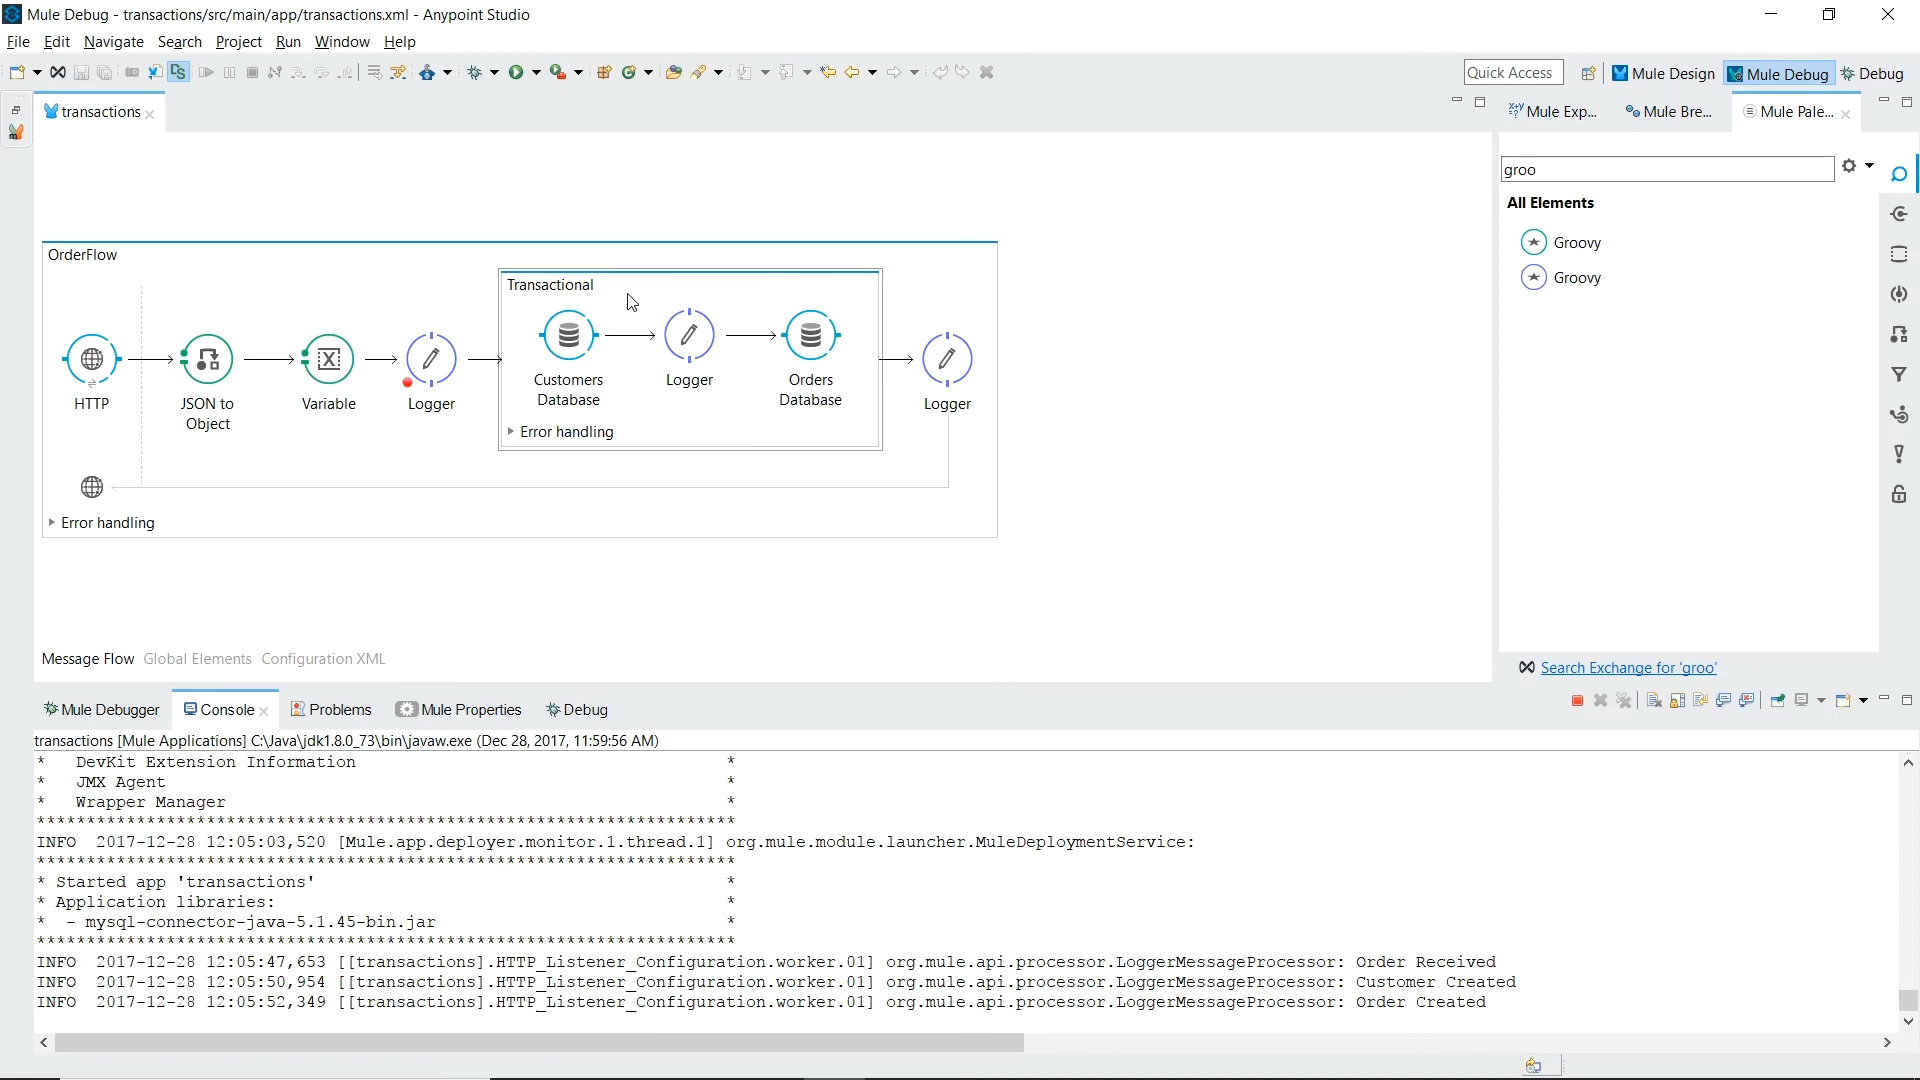 Mule Debug - transactions/src/main/app/transactions.xml - Anypoint Studio
File Edit Navigate Search Project Run Window Help
Quick Access
Mule Design
Mule Debug
Debug
transactions
Mule Exp...
Mule Bre...
Mule Pale...
groo
All Elements
Groovy
Groovy
OrderFlow
Transactional
HTTP
JSON to
Object
Variable
Logger
Customers
Database
Logger
Orders
Database
Logger
Error handling
Error handling
Message Flow Global Elements Configuration XML
Search Exchange for 'groo'
Mule Debugger
Console
Problems
Mule Properties
Debug
transactions [Mule Applications] C:\Java\jdk1.8.0_73\bin\javaw.exe (Dec 28, 2017, 11:59:56 AM)
* DevKit Extension Information *
* JMX Agent *
* Wrapper Manager *
**********************************************************************
INFO 2017-12-28 12:05:03,520 [Mule.app.deployer.monitor.1.thread.1] org.mule.module.launcher.MuleDeploymentService:
**********************************************************************
* Started app 'transactions' *
* Application libraries: *
* - mysql-connector-java-5.1.45-bin.jar *
**********************************************************************
INFO 2017-12-28 12:05:47,653 [[transactions].HTTP_Listener_Configuration.worker.01] org.mule.api.processor.LoggerMessageProcessor: Order Received
INFO 2017-12-28 12:05:50,954 [[transactions].HTTP_Listener_Configuration.worker.01] org.mule.api.processor.LoggerMessageProcessor: Customer Created
INFO 2017-12-28 12:05:52,349 [[transactions].HTTP_Listener_Configuration.worker.01] org.mule.api.processor.LoggerMessageProcessor: Order Created